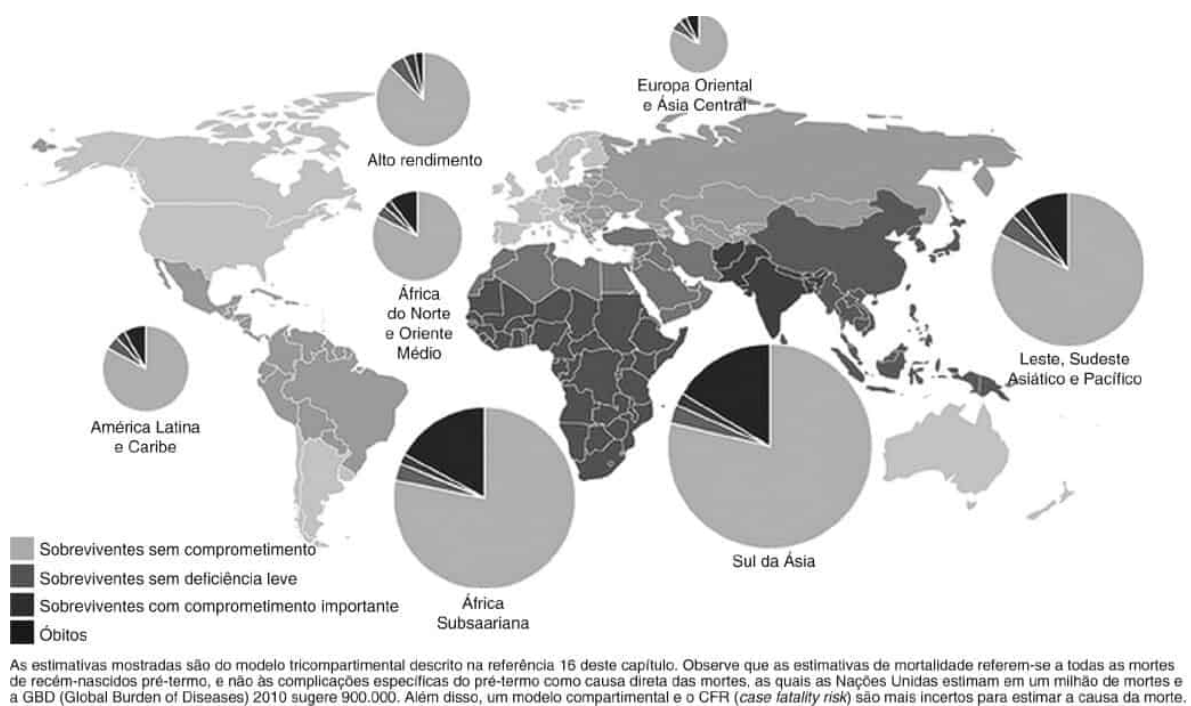 Europa Oriental
e Ásia Central
Alto rendimento
África
do Norte
e Oriente
Médio
Leste, Sudeste
Asiático e Pacífico
América Latina
e Caribe
Sul da Ásia
África
Subsaariana
Sobreviventes sem comprometimento
Sobreviventes sem deficiência leve
Sobreviventes com comprometimento importante
Óbitos
As estimativas mostradas são do modelo tricompartimental descrito na referência 16 deste capítulo. Observe que as estimativas de mortalidade referem-se a todas as mortes
de recém-nascidos pré-termo, e não às complicações específicas do pré-termo como causa direta das mortes, as quais as Nações Unidas estimam em um milhão de mortes e
a GBD (Global Burden of Diseases) 2010 sugere 900.000. Além disso, um modelo compartimental e o CFR (case fatality risk) são mais incertos para estimar a causa da morte.